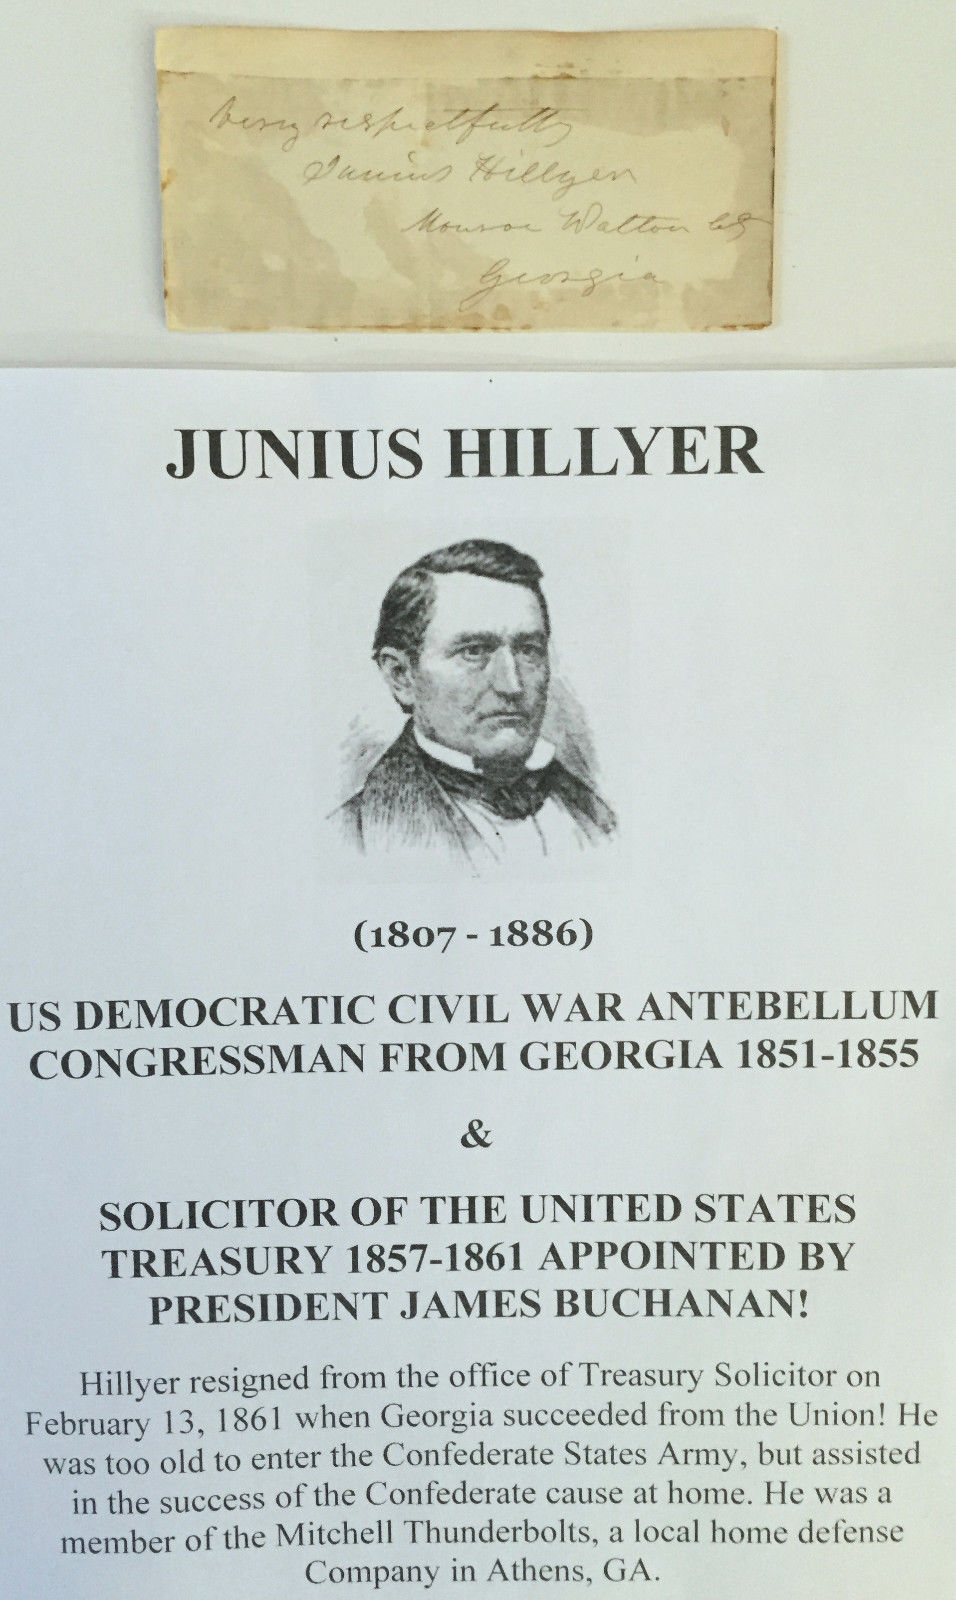 Very respectfully
Junius Hillyer
Monroe Walton Co
Georgia
JUNIUS HILLYER
(1807 - 1886)
US DEMOCRATIC CIVIL WAR ANTEBELLUM
CONGRESSMAN FROM GEORGIA 1851-1855
&
SOLICITOR OF THE UNITED STATES
TREASURY 1857-1861 APPOINTED BY
PRESIDENT JAMES BUCHANAN!
Hillyer resigned from the office of Treasury Solicitor on
February 13, 1861 when Georgia succeeded from the Union! He
was too old to enter the Confederate States Army, but assisted
in the success of the Confederate cause at home. He was a
member of the Mitchell Thunderbolts, a local home defense
Company in Athens, GA.